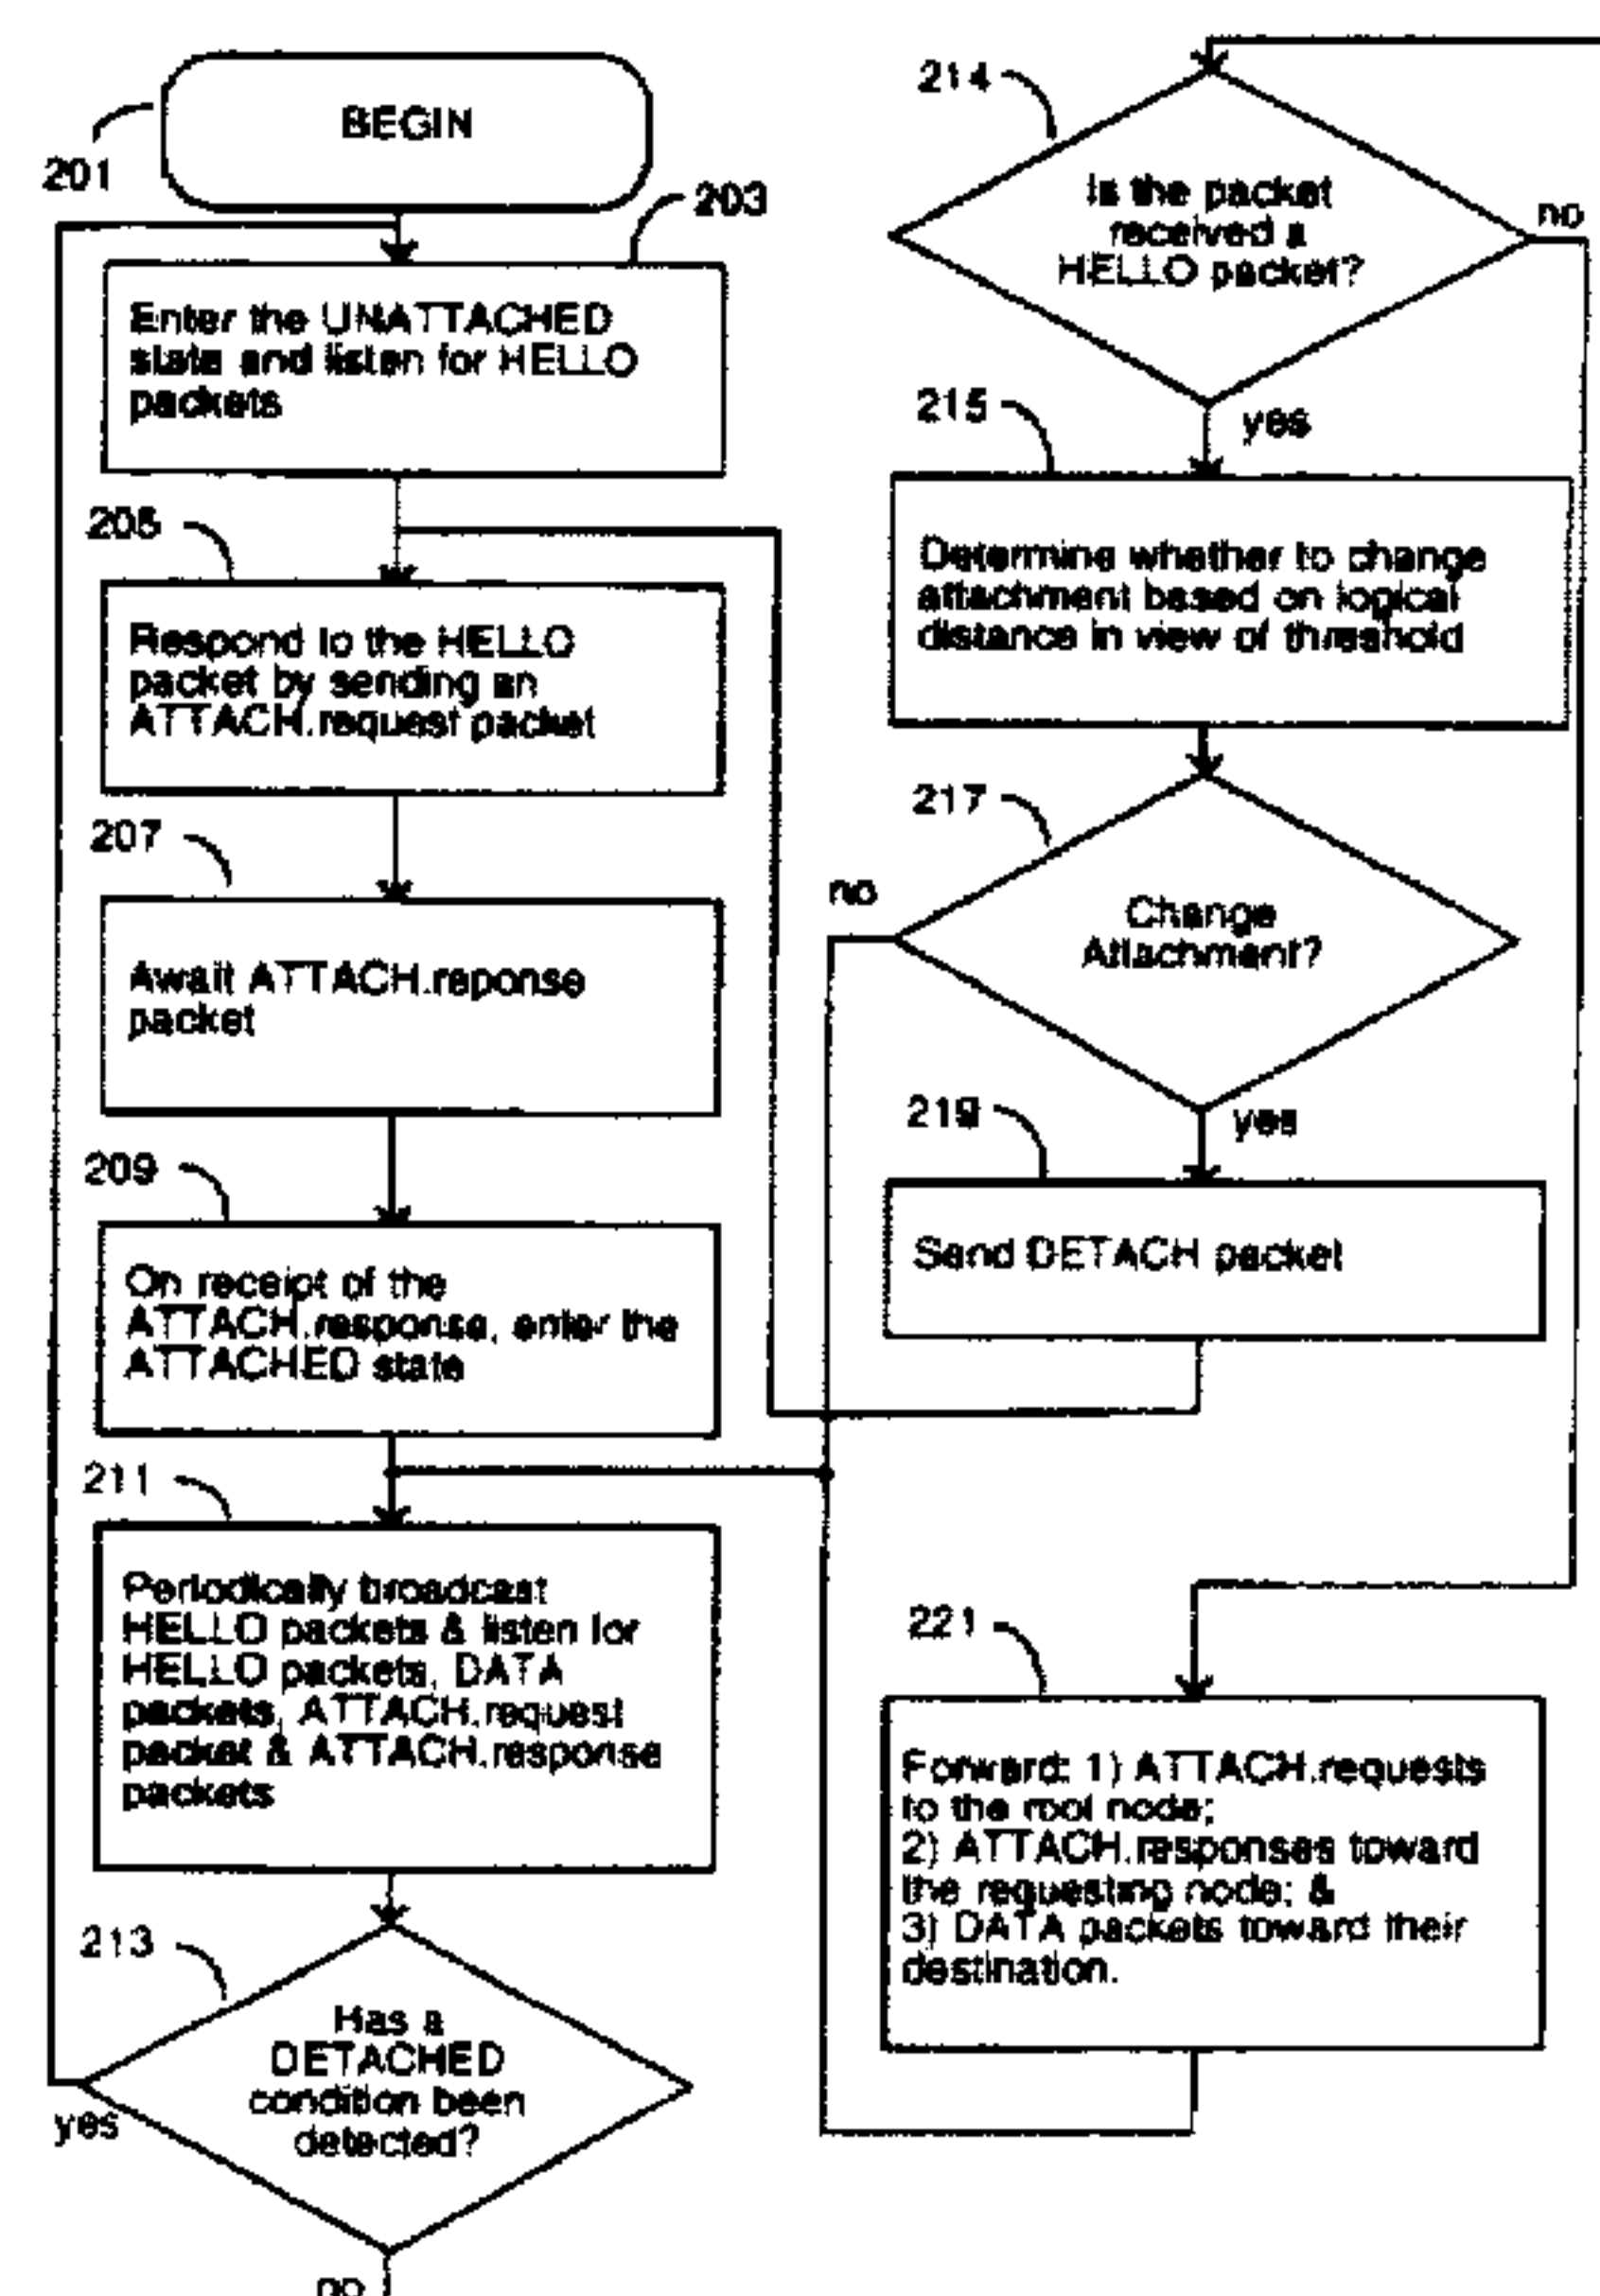 BEGIN
201
203
Enter the UNATTACHED
state and listen for HELLO
packets
205
Respond to the HELLO
packet by sending an
ATTACH.request packet
207
Await ATTACH.reponse
packet
209
On receipt of the
ATTACH.response, enter the
ATTACHED state
211
Periodically broadcast
HELLO packets & listen for
HELLO packets, DATA
packets, ATTACH.request
packet & ATTACH.response
packets
213
Has a
DETACHED
condition been
detected?
yes
no
214
Is the packet
received a
HELLO packet?
no
yes
215
Determine whether to change
attachment based on logical
distance in view of threshold
217
no
Change
Attachment?
yes
219
Send DETACH packet
221
Forward: 1) ATTACH.requests
to the root node;
2) ATTACH.responses toward
the requesting node; &
3) DATA packets toward their
destination.